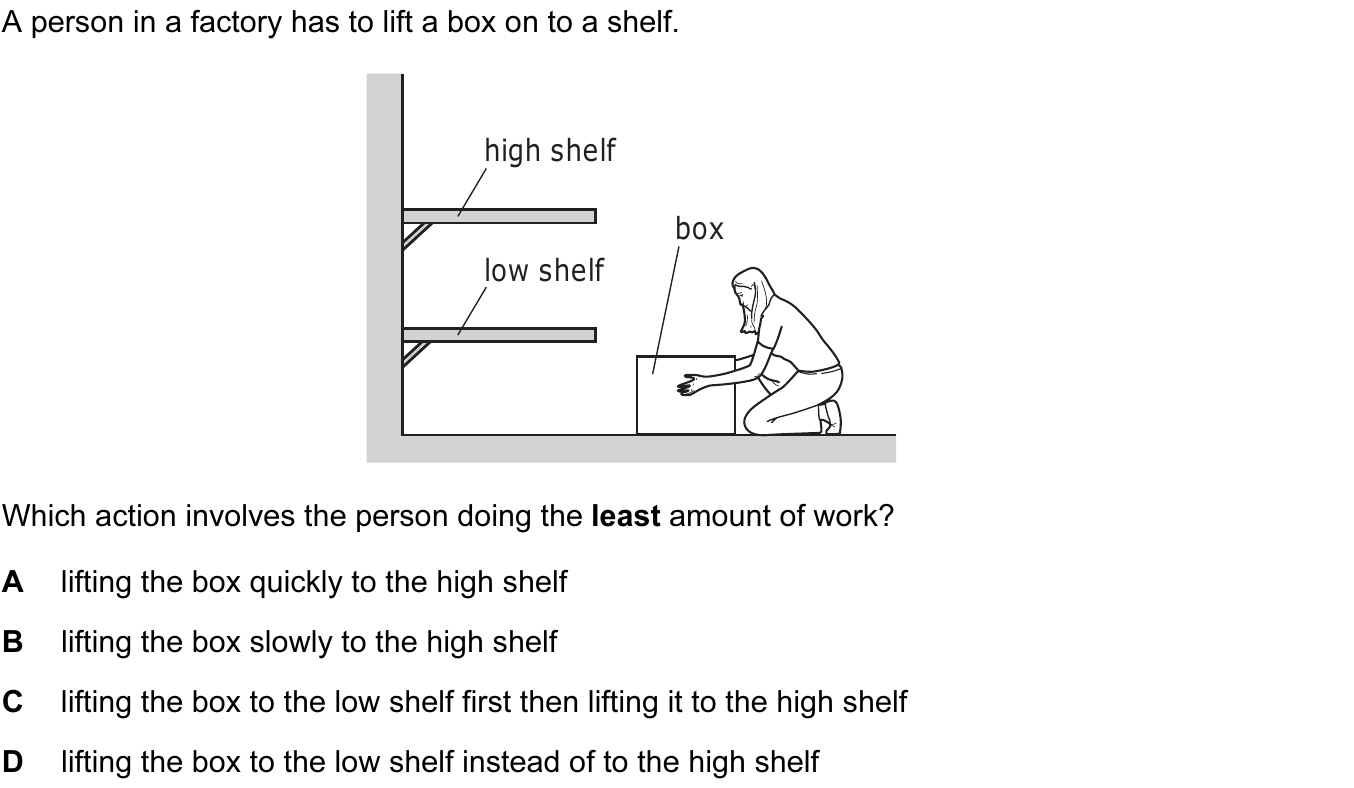 A person in a factory has to lift a box on to a shelf.
high shelf
box
low shelf
Which action involves the person doing the least amount of work?
A lifting the box quickly to the high shelf
B lifting the box slowly to the high shelf
C lifting the box to the low shelf first then lifting it to the high shelf
D lifting the box to the low shelf instead of to the high shelf